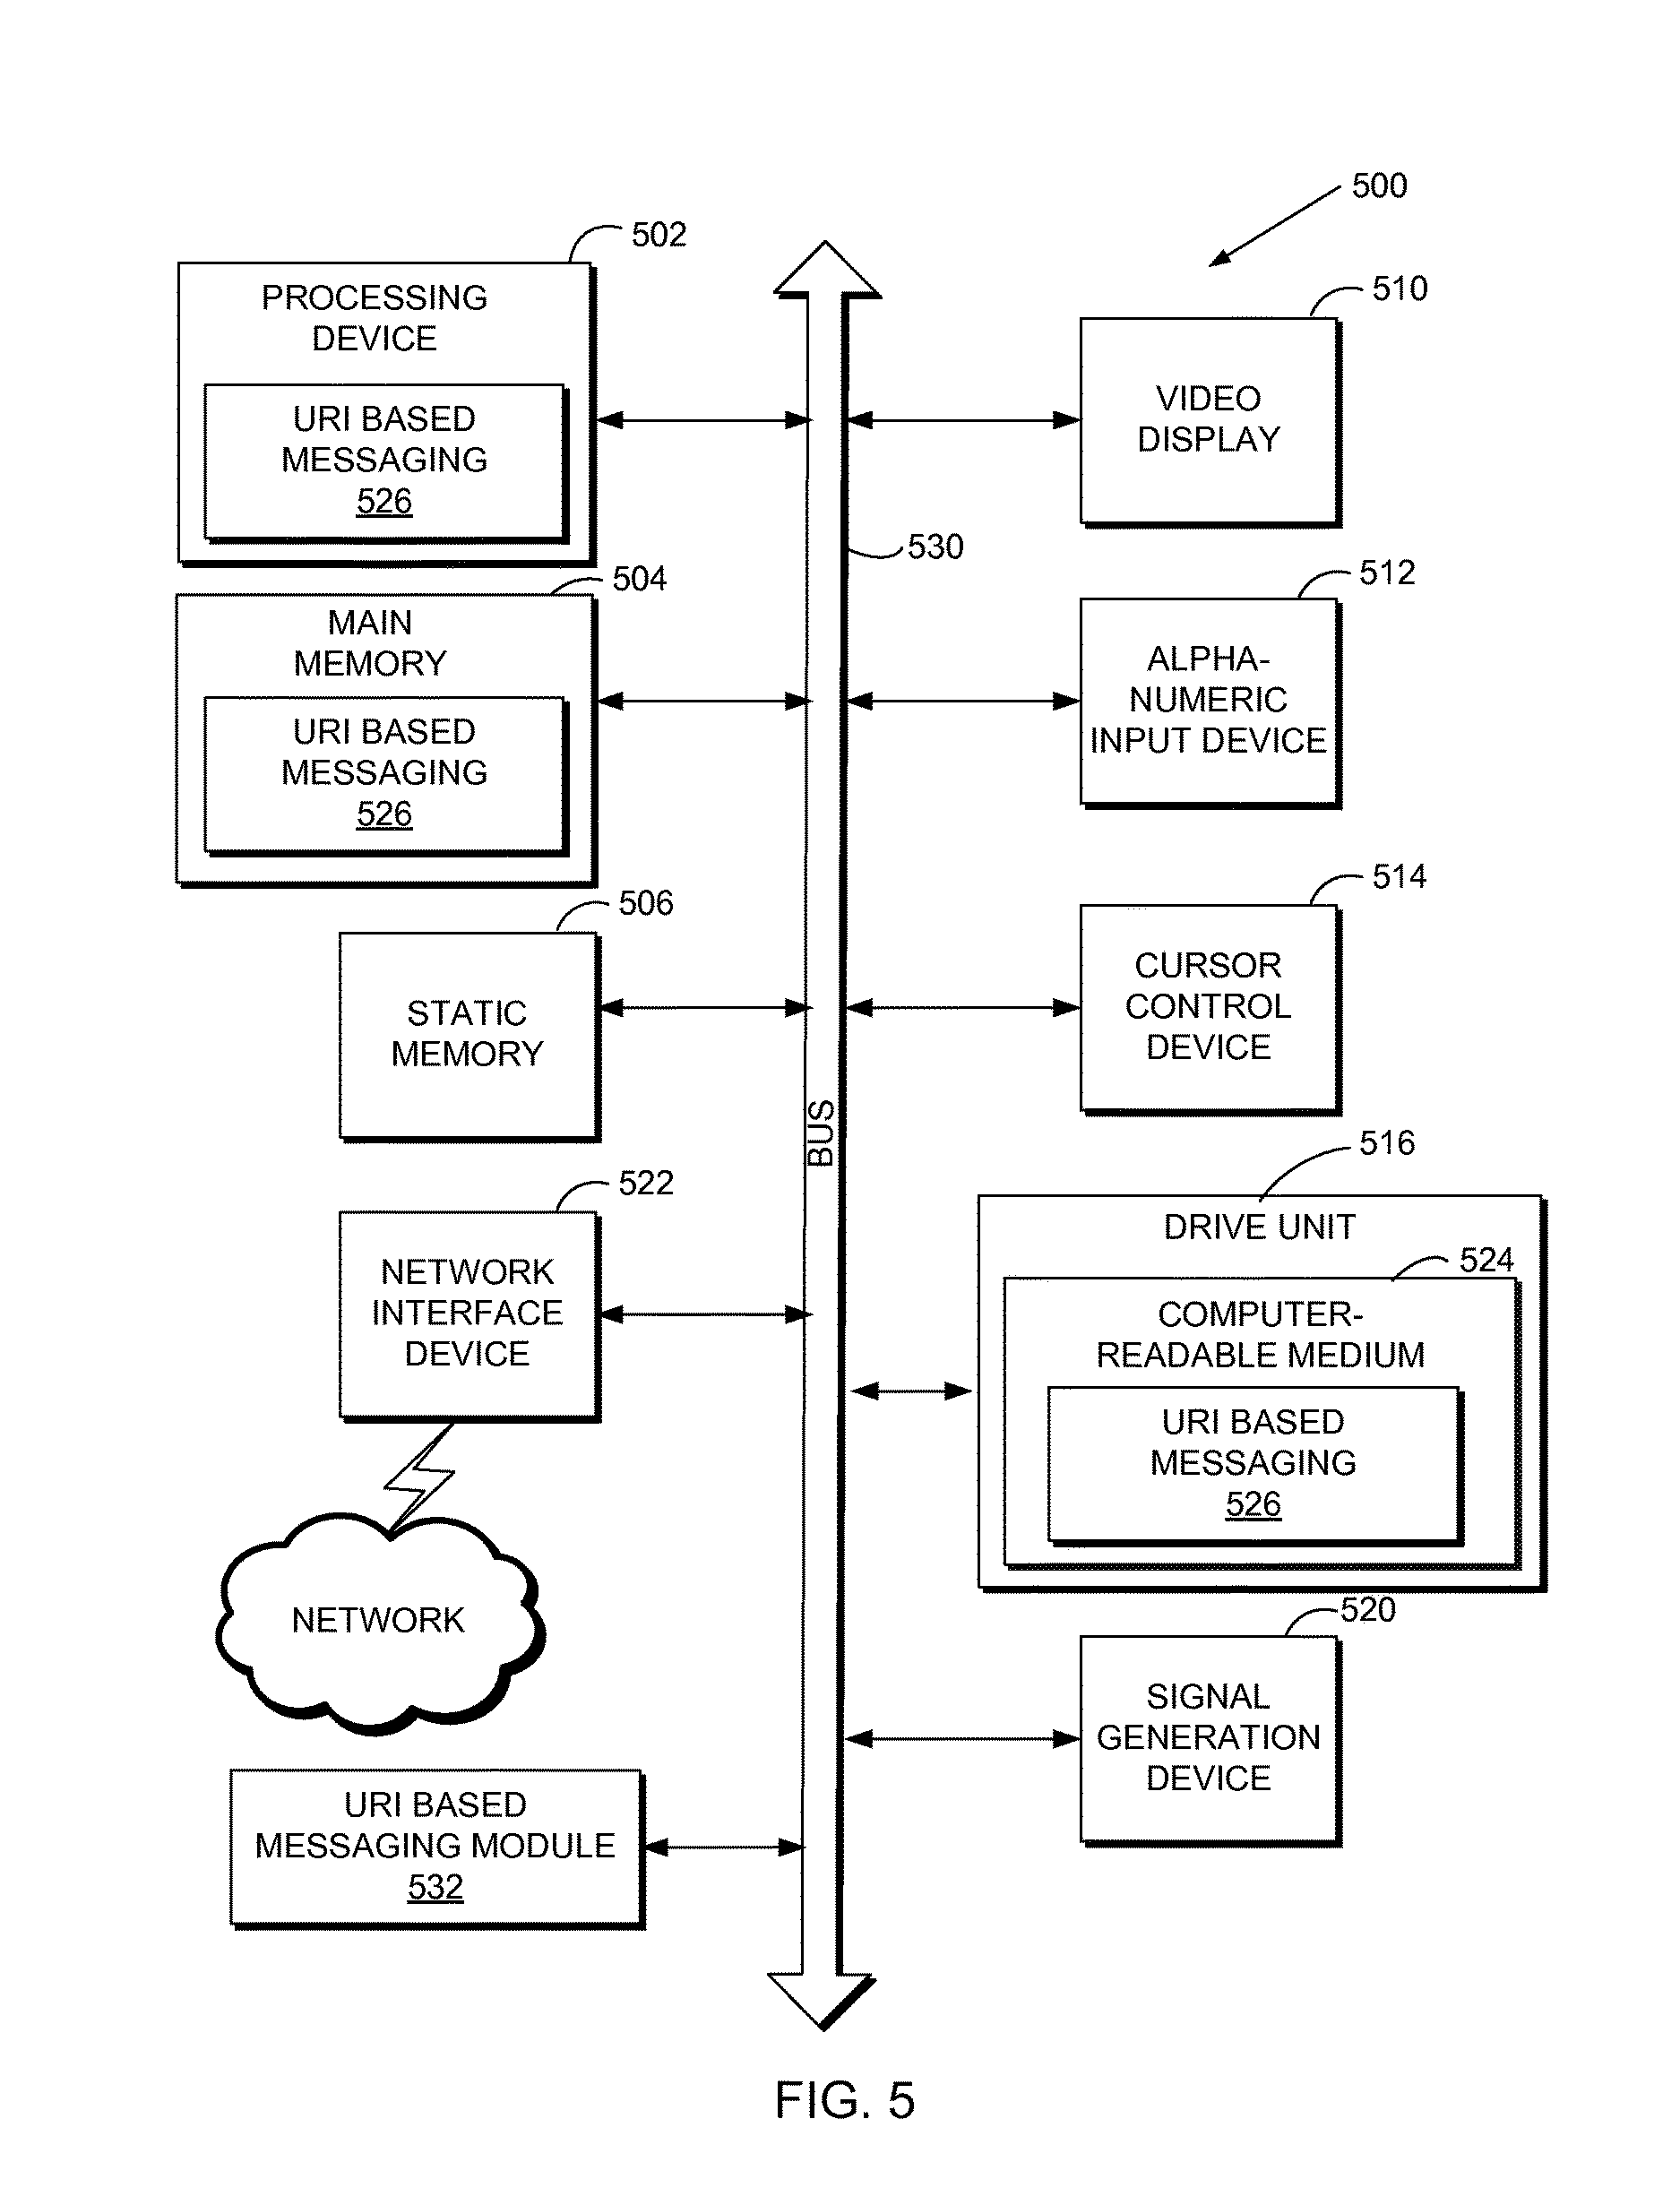 500
502
PROCESSING
DEVICE
URI BASED
MESSAGING
526
504
MAIN
MEMORY
URI BASED
MESSAGING
526
506
STATIC
MEMORY
522
NETWORK
INTERFACE
DEVICE
NETWORK
URI BASED
MESSAGING MODULE
532
BUS
530
510
VIDEO
DISPLAY
512
ALPHA-
NUMERIC
INPUT DEVICE
514
CURSOR
CONTROL
DEVICE
516
DRIVE UNIT
524
COMPUTER-
READABLE MEDIUM
URI BASED
MESSAGING
526
520
SIGNAL
GENERATION
DEVICE
FIG. 5